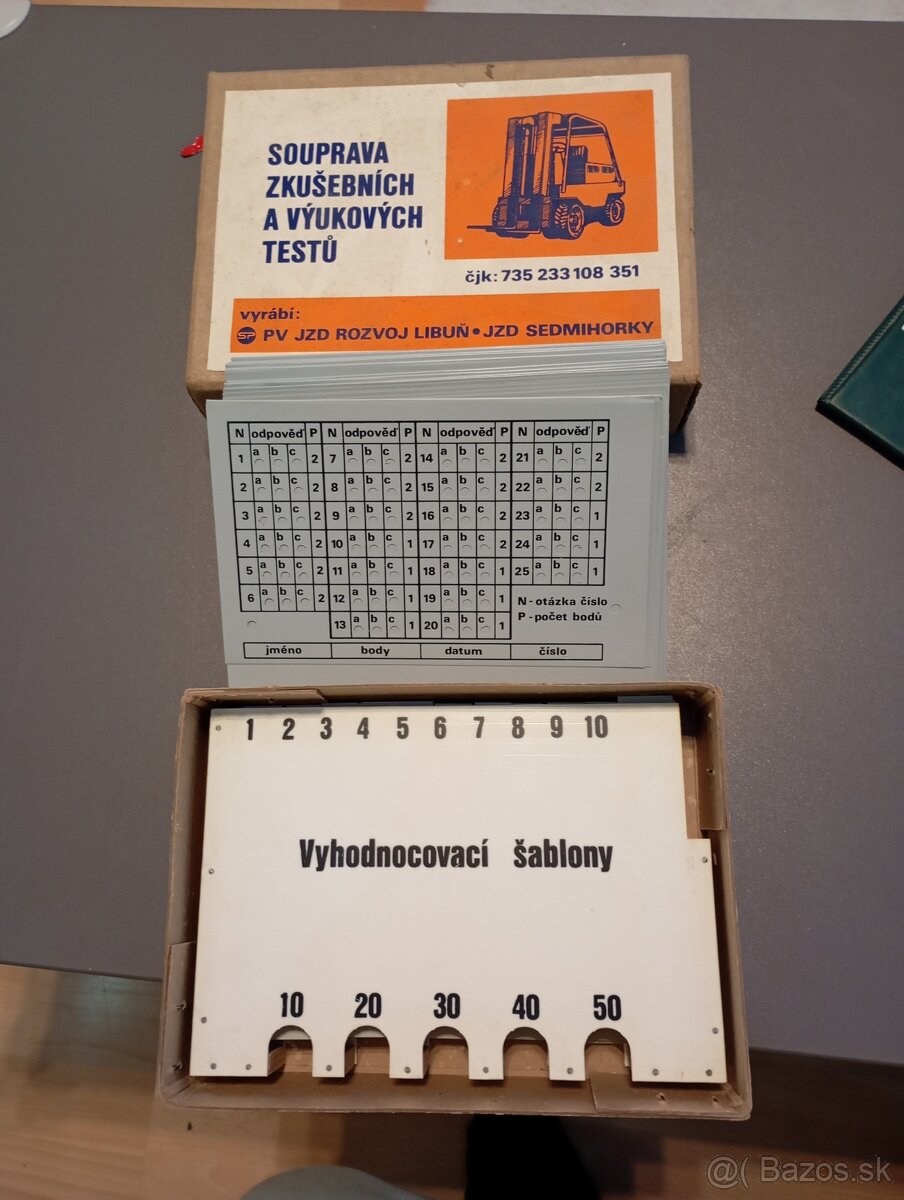 SOUPRAVA
ZKUŠEBNÍCH
A VÝUKOVÝCH
TESTŮ
čjk: 735 233 108 351
vyrábí:
SP PV JZD ROZVOJ LIBUŇ • JZD SEDMIHORKY
N odpověď P N odpověď P N odpověď P N odpověď P
1 a b c 2 7 a b c 2 14 a b c 2 21 a b c 2
2 a b c 2 8 a b c 2 15 a b c 2 22 a b c 2
3 a b c 2 9 a b c 2 16 a b c 2 23 a b c 1
4 a b c 2 10 a b c 1 17 a b c 2 24 a b c 1
5 a b c 2 11 a b c 1 18 a b c 1 25 a b c 1
6 a b c 2 12 a b c 1 19 a b c 1 N - otázka číslo
13 a b c 1 20 a b c 1 P - počet bodů
jméno body datum číslo
1 2 3 4 5 6 7 8 9 10
Vyhodnocovací šablony
10 20 30 40 50
@( Bazos.sk